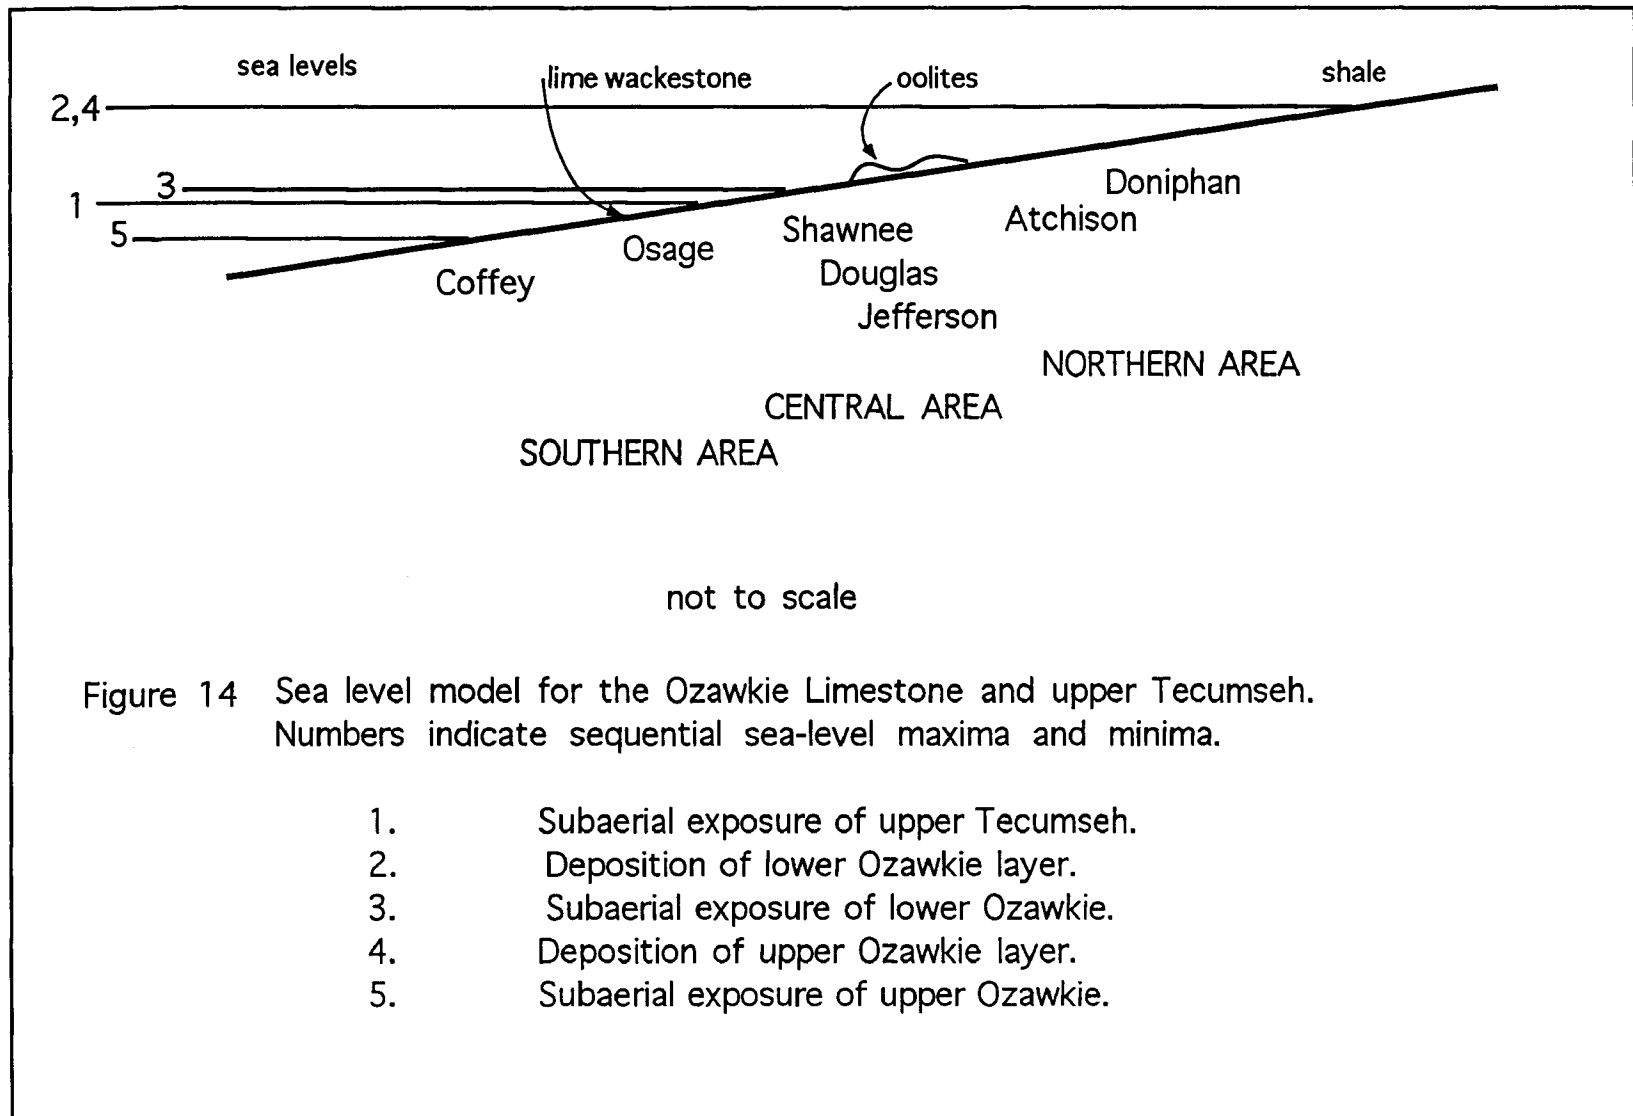 sea levels
lime wackestone
oolites
shale
2,4
3
1
5
Doniphan
Atchison
Shawnee
Osage
Douglas
Coffey
Jefferson
NORTHERN AREA
CENTRAL AREA
SOUTHERN AREA
not to scale
Figure 14 Sea level model for the Ozawkie Limestone and upper Tecumseh.
Numbers indicate sequential sea-level maxima and minima.
1. Subaerial exposure of upper Tecumseh.
2. Deposition of lower Ozawkie layer.
3. Subaerial exposure of lower Ozawkie.
4. Deposition of upper Ozawkie layer.
5. Subaerial exposure of upper Ozawkie.